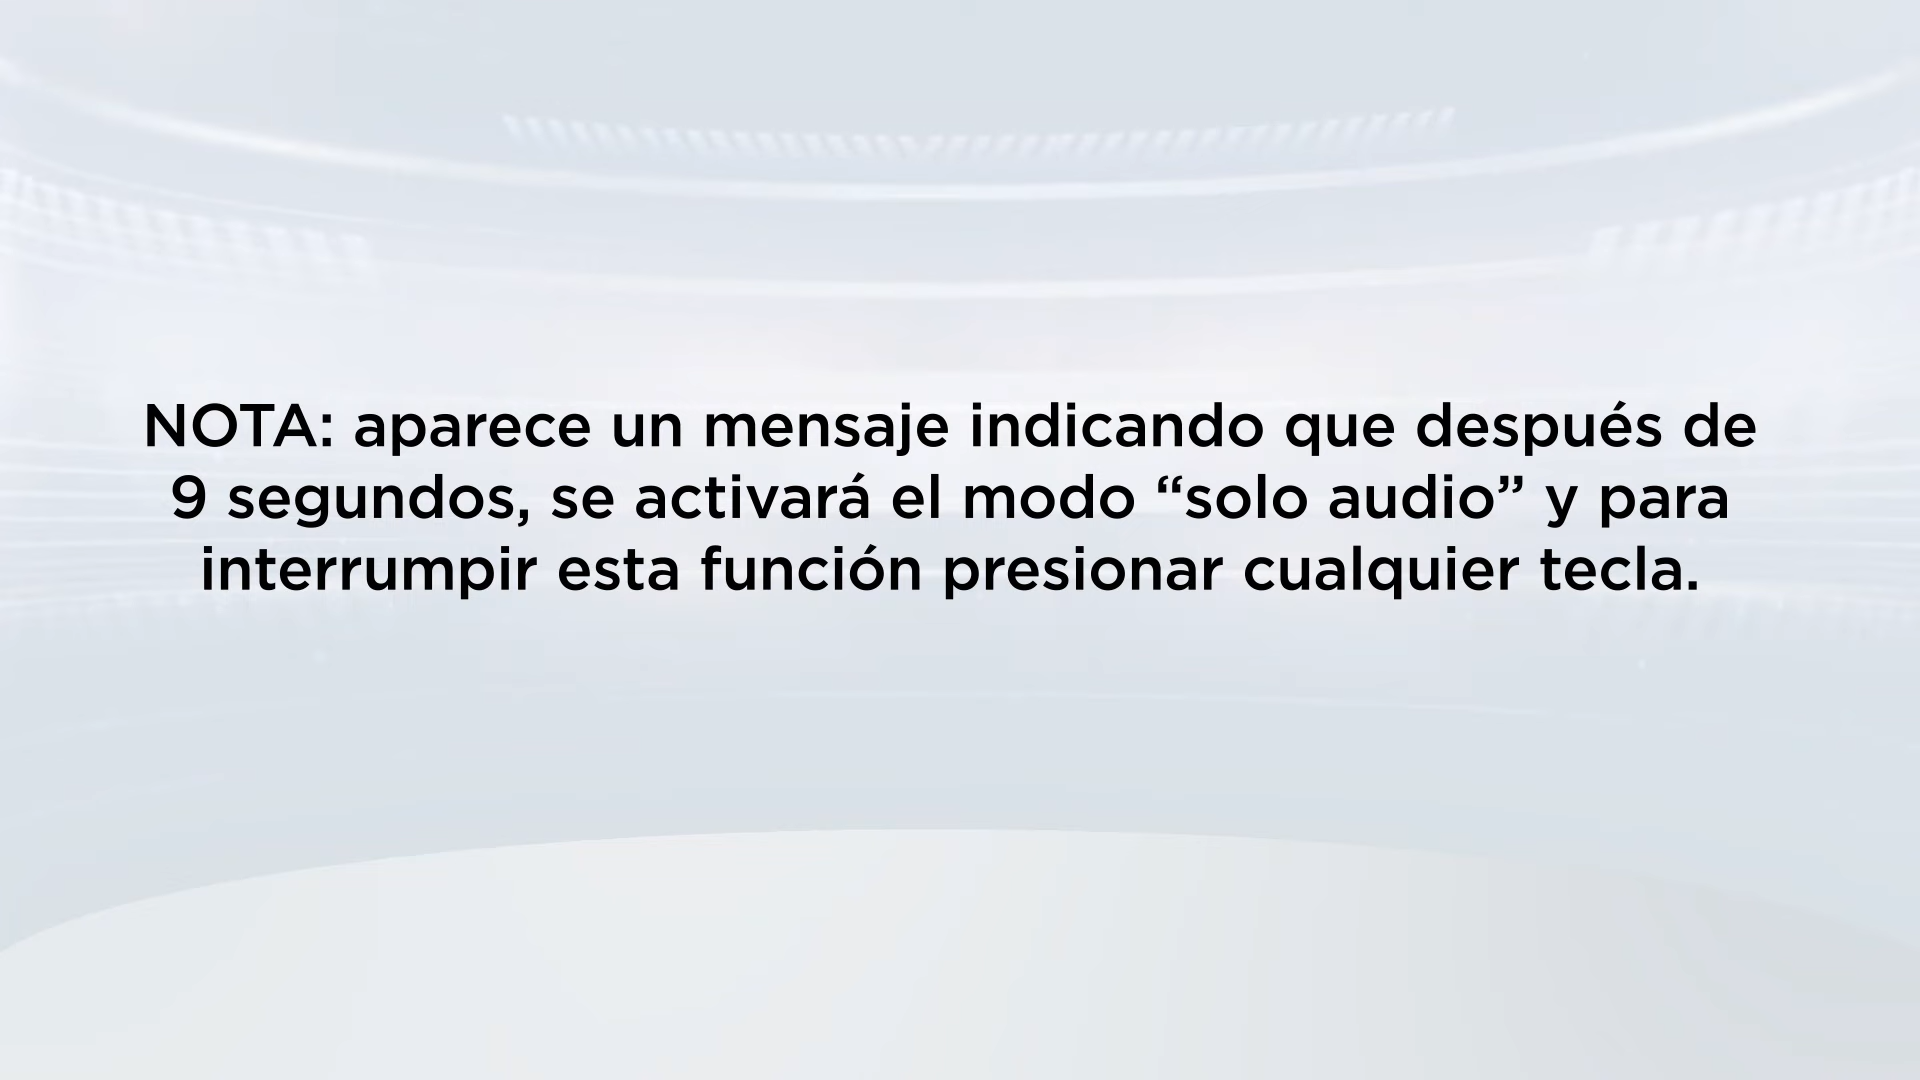 NOTA: aparece un mensaje indicando que después de
9 segundos, se activará el modo “solo audio” y para
interrumpir esta función presionar cualquier tecla.